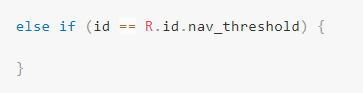 else if (id == R.id.nav_threshold) {
}